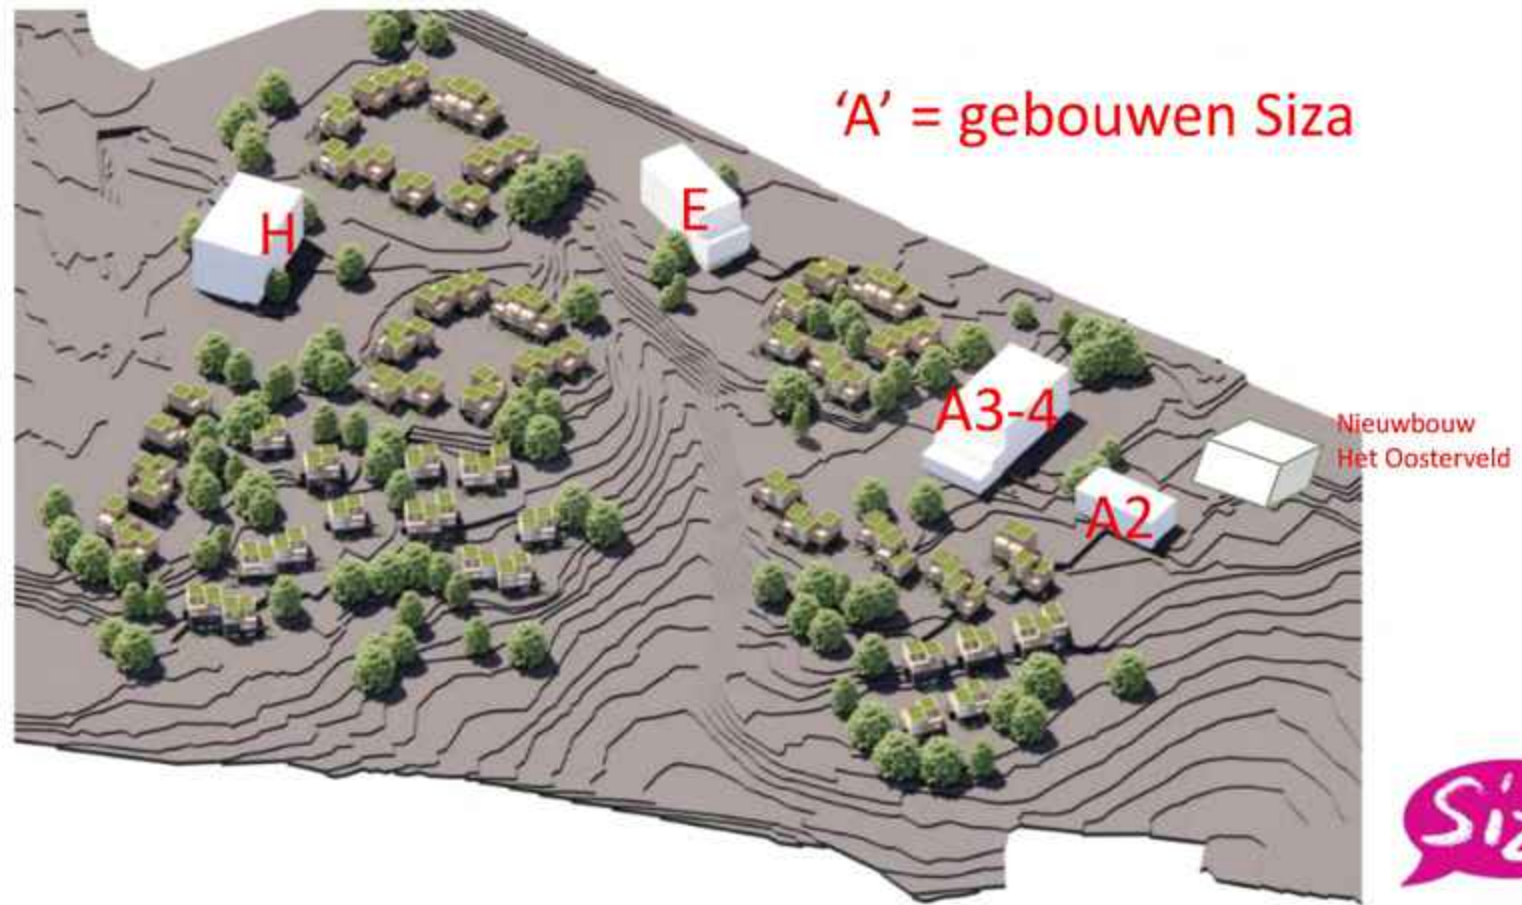 'A' = gebouwen Siza
H
E
A3-4
Nieuwbouw
Het Oosterveld
A2